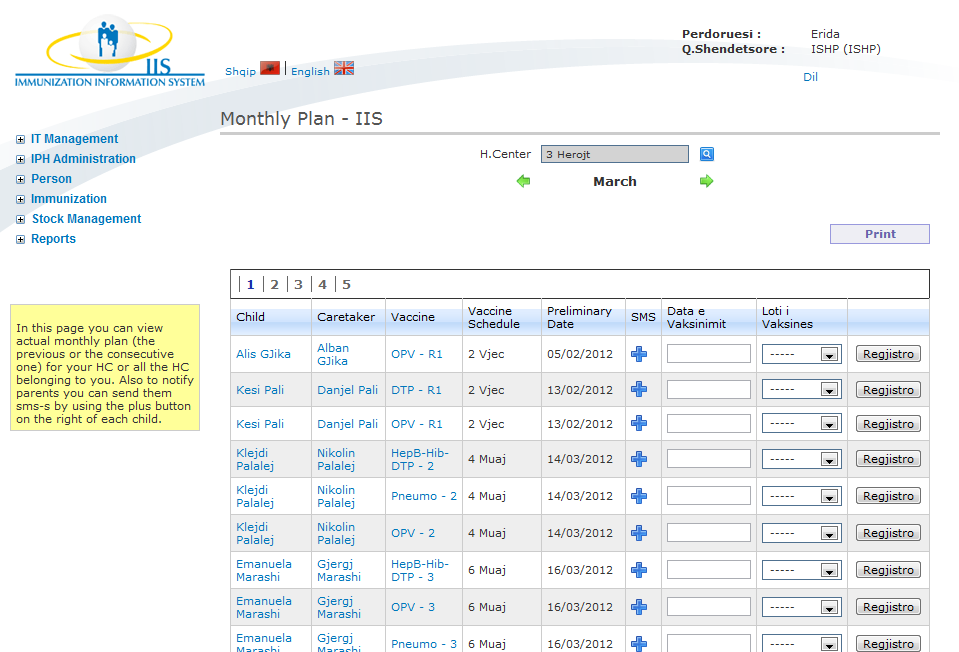 IIS
IMMUNIZATION INFORMATION SYSTEM
Shqip | English
Perdoruesi : Erida
Q.Shendetsore : ISHP (ISHP)
Dil
Monthly Plan - IIS
IT Management
IPH Administration
Person
Immunization
Stock Management
Reports
H.Center 3 Herojt
March
Print
In this page you can view
actual monthly plan (the
previous or the consecutive
one) for your HC or all the HC
belonging to you. Also to notify
parents you can send them
sms-s by using the plus button
on the right of each child.
| 1 | 2 | 3 | 4 | 5
Child Caretaker Vaccine Vaccine Schedule Preliminary Date SMS Data e Vaksinimit Loti i Vaksines
Alis GJika Alban GJika OPV - R1 2 Vjec 05/02/2012 ----- Regjistro
Kesi Pali Danjel Pali DTP - R1 2 Vjec 13/02/2012 ----- Regjistro
Kesi Pali Danjel Pali OPV - R1 2 Vjec 13/02/2012 ----- Regjistro
Klejdi Palalej Nikolin Palalej HepB-Hib-DTP - 2 4 Muaj 14/03/2012 ----- Regjistro
Klejdi Palalej Nikolin Palalej Pneumo - 2 4 Muaj 14/03/2012 ----- Regjistro
Klejdi Palalej Nikolin Palalej OPV - 2 4 Muaj 14/03/2012 ----- Regjistro
Emanuela Marashi Gjergj Marashi HepB-Hib-DTP - 3 6 Muaj 16/03/2012 ----- Regjistro
Emanuela Marashi Gjergj Marashi OPV - 3 6 Muaj 16/03/2012 ----- Regjistro
Emanuela Marashi Gjergj Marashi Pneumo - 3 6 Muaj 16/03/2012 ----- Regjistro